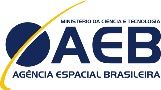 MINISTÉRIO DA CIÊNCIA E TECNOLOGIA
AEB
AGÊNCIA ESPACIAL BRASILEIRA